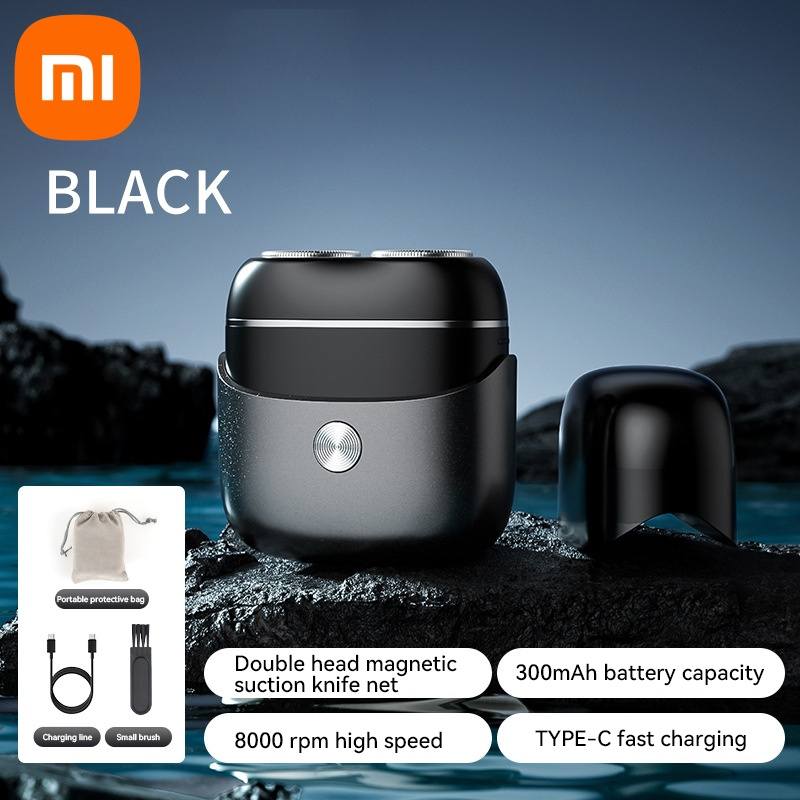 mi
BLACK
Portable protective bag
Charging line
Small brush
Double head magnetic
suction knife net
300mAh battery capacity
8000 rpm high speed
TYPE-C fast charging